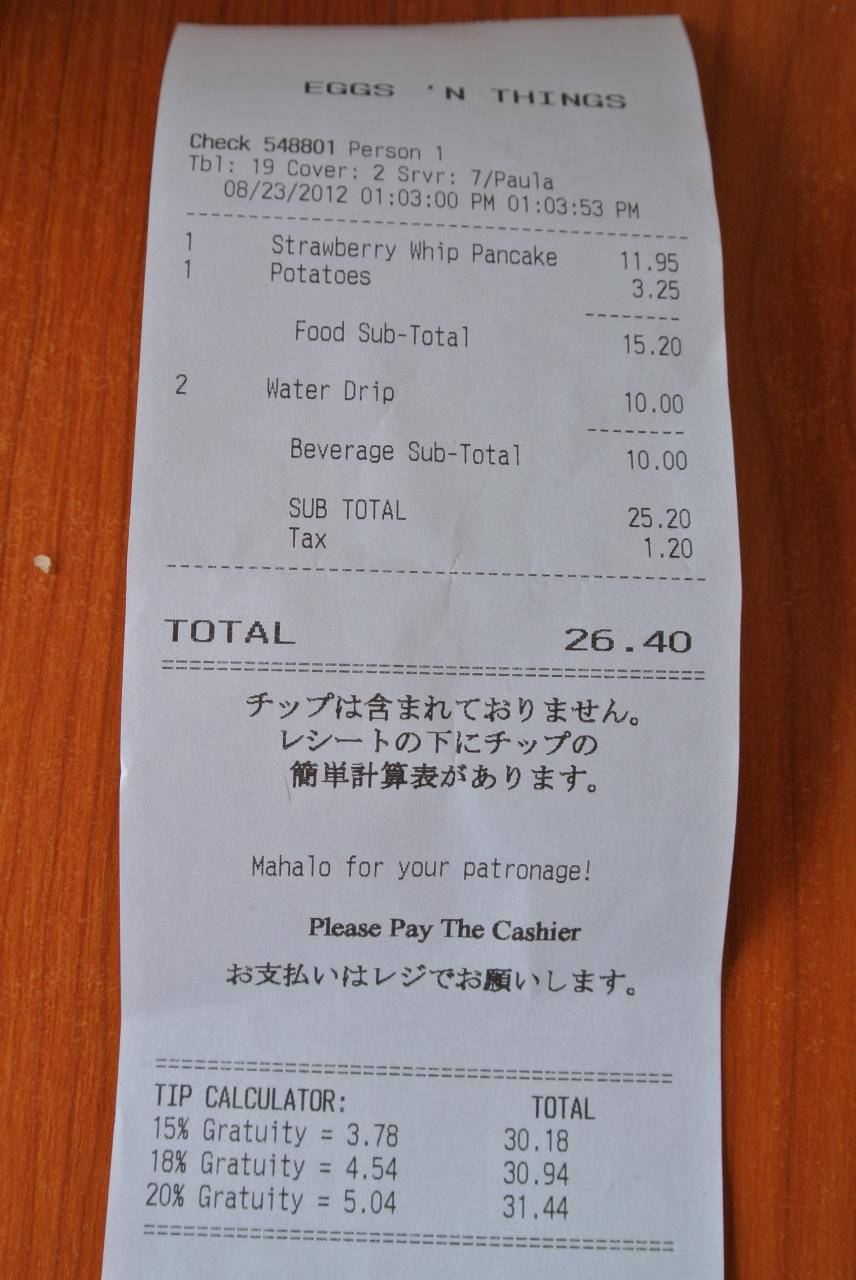 EGGS 'N THINGS
Check 548801 Person 1
Tbl: 19 Cover: 2 Srvr: 7/Paula
08/23/2012 01:03:00 PM 01:03:53 PM
1 Strawberry Whip Pancake 11.95
1 Potatoes 3.25
Food Sub-Total 15.20
2 Water Drip 10.00
Beverage Sub-Total 10.00
SUB TOTAL 25.20
Tax 1.20
TOTAL 26.40
チップは含まれておりません。
レシートの下にチップの
簡単計算表があります。
Mahalo for your patronage!
Please Pay The Cashier
お支払いはレジでお願いします。
TIP CALCULATOR: TOTAL
15% Gratuity = 3.78 30.18
18% Gratuity = 4.54 30.94
20% Gratuity = 5.04 31.44